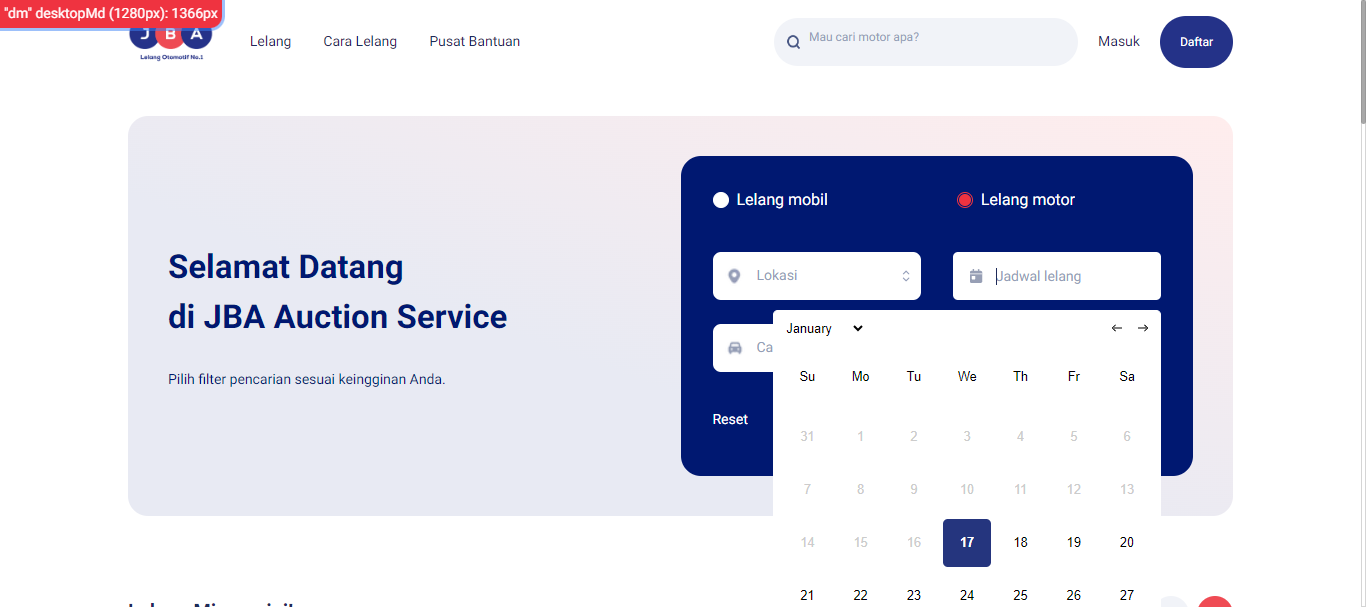 "dm" desktopMd (1280px): 1366px
J B A
Lelang Otomotif No.1
Lelang
Cara Lelang
Pusat Bantuan
Mau cari motor apa?
Masuk
Daftar
Selamat Datang
di JBA Auction Service
Pilih filter pencarian sesuai keingginan Anda.
Lelang mobil
Lelang motor
Lokasi
Jadwal lelang
Ca
Reset
January
Su Mo Tu We Th Fr Sa
31 1 2 3 4 5 6
7 8 9 10 11 12 13
14 15 16 17 18 19 20
21 22 23 24 25 26 27